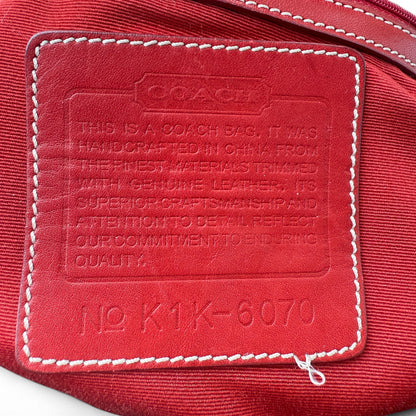 COACH
THIS IS A COACH BAG. IT WAS
HANDCRAFTED IN CHINA FROM
THE FINEST MATERIALS TRIMMED
WITH GENUINE LEATHER. ITS
SUPERIOR CRAFTSMANSHIP AND
ATTENTION TO DETAIL REFLECT
OUR COMMITMENT TO ENDURING
QUALITY.
No K1K-6070